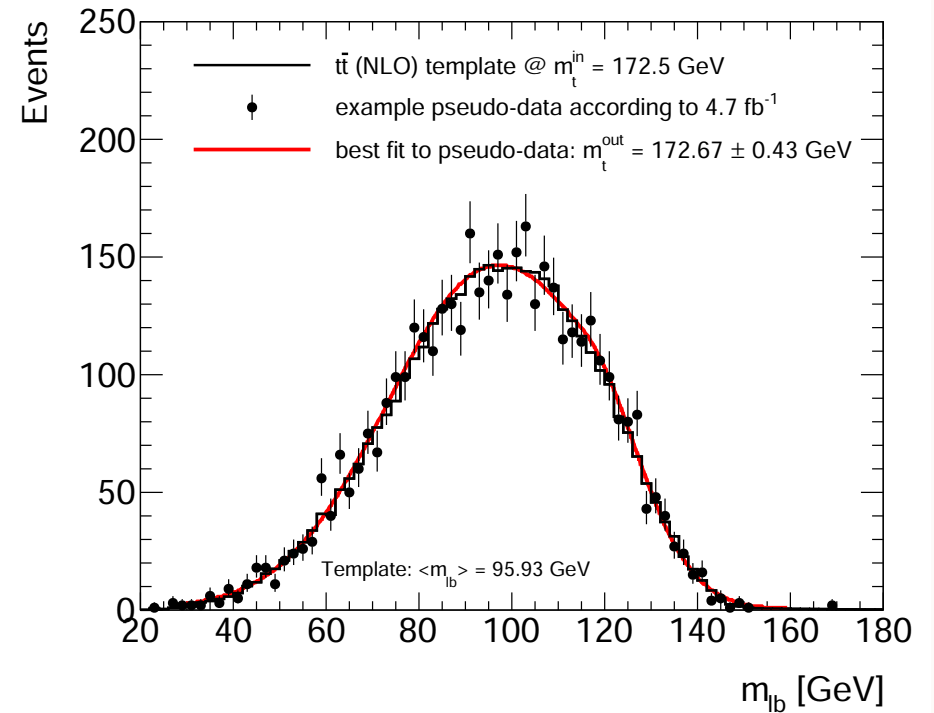 Events
250
200
150
100
50
0
tt̄ (NLO) template @ m_t^in = 172.5 GeV
example pseudo-data according to 4.7 fb⁻¹
best fit to pseudo-data: m_t^out = 172.67 ± 0.43 GeV
Template: <m_lb> = 95.93 GeV
20 40 60 80 100 120 140 160 180
m_lb [GeV]